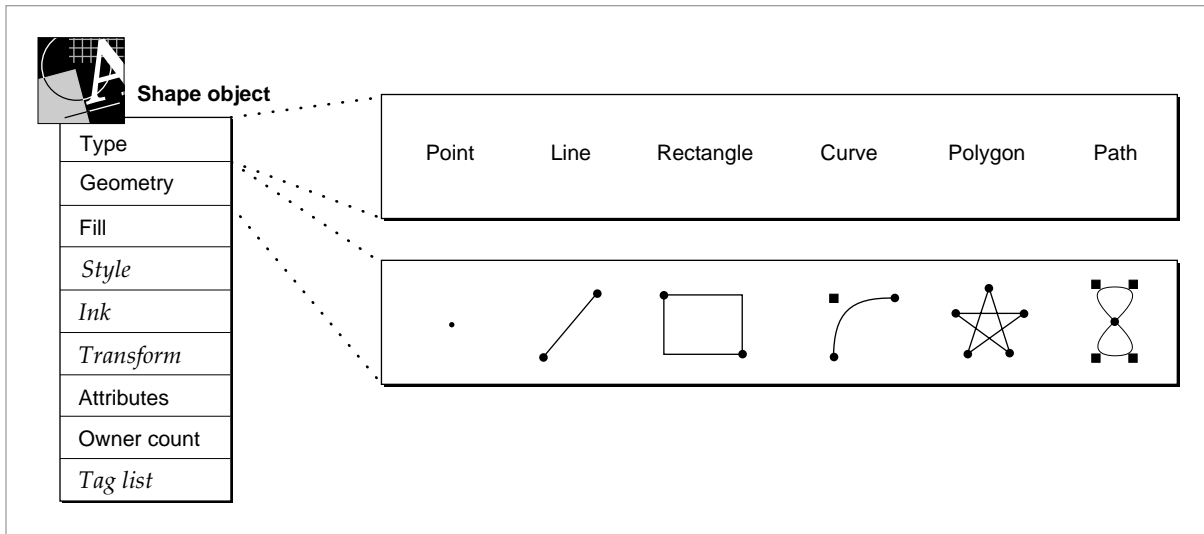 Shape object
Type
Geometry
Fill
Style
Ink
Transform
Attributes
Owner count
Tag list
Point Line Rectangle Curve Polygon Path